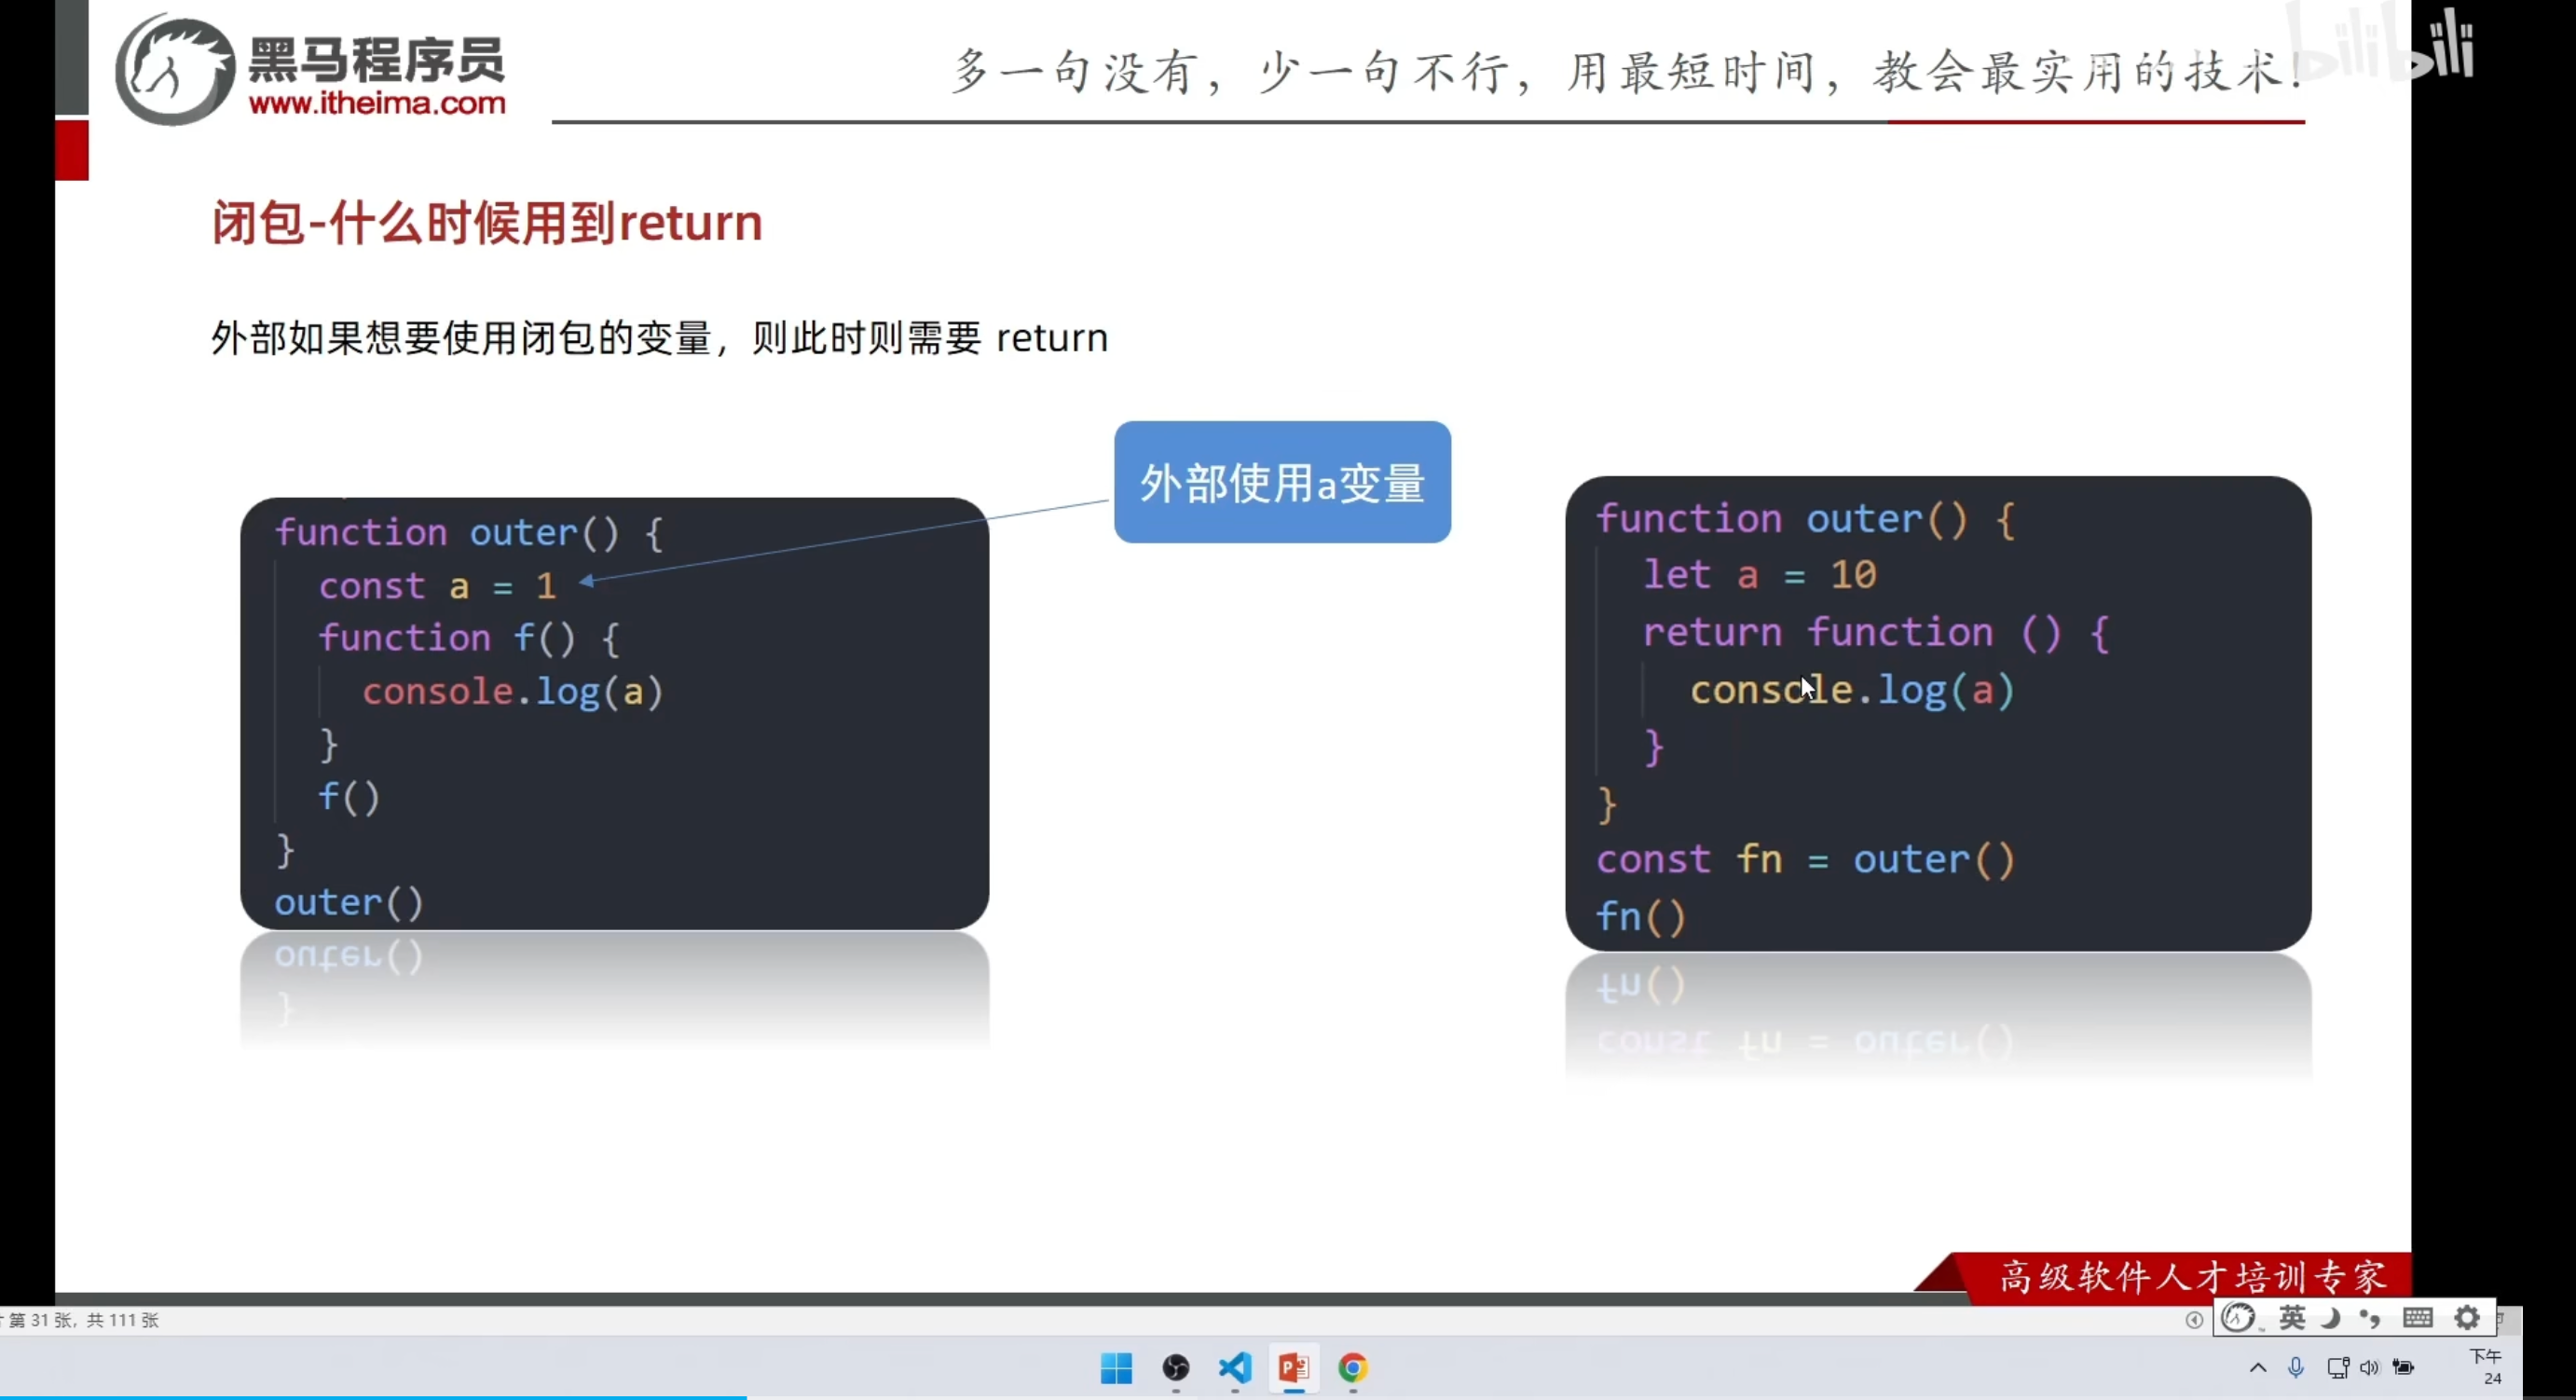 黑马程序员
www.itheima.com
多一句没有，少一句不行，用最短时间，教会最实用的技术！
bilibili
闭包-什么时候用到return
外部如果想要使用闭包的变量，则此时则需要 return
外部使用a变量
function outer() {
  const a = 1
  function f() {
    console.log(a)
  }
  f()
}
outer()
function outer() {
  let a = 10
  return function () {
    console.log(a)
  }
}
const fn = outer()
fn()
高级软件人才培训专家
第 31 张，共 111 张
英
下午
24